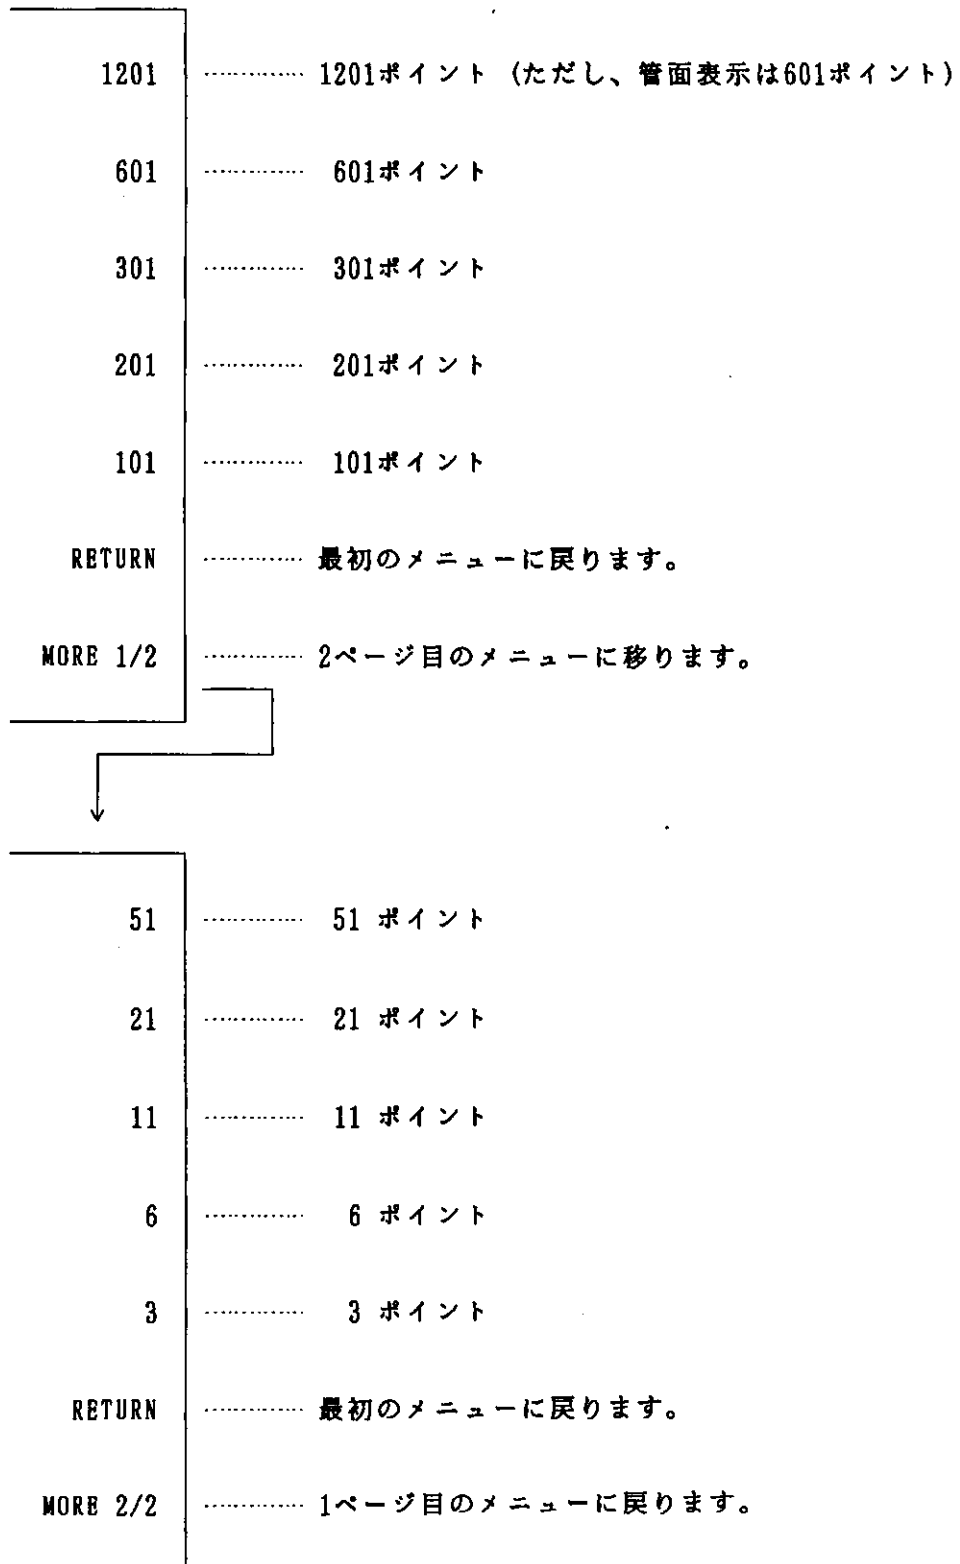 1201 ………… 1201ポイント (ただし、管面表示は601ポイント)
601 ………… 601ポイント
301 ………… 301ポイント
201 ………… 201ポイント
101 ………… 101ポイント
RETURN ………… 最初のメニューに戻ります。
MORE 1/2 ………… 2ページ目のメニューに移ります。
51 ………… 51 ポイント
21 ………… 21 ポイント
11 ………… 11 ポイント
6 ………… 6 ポイント
3 ………… 3 ポイント
RETURN ………… 最初のメニューに戻ります。
MORE 2/2 ………… 1ページ目のメニューに戻ります。